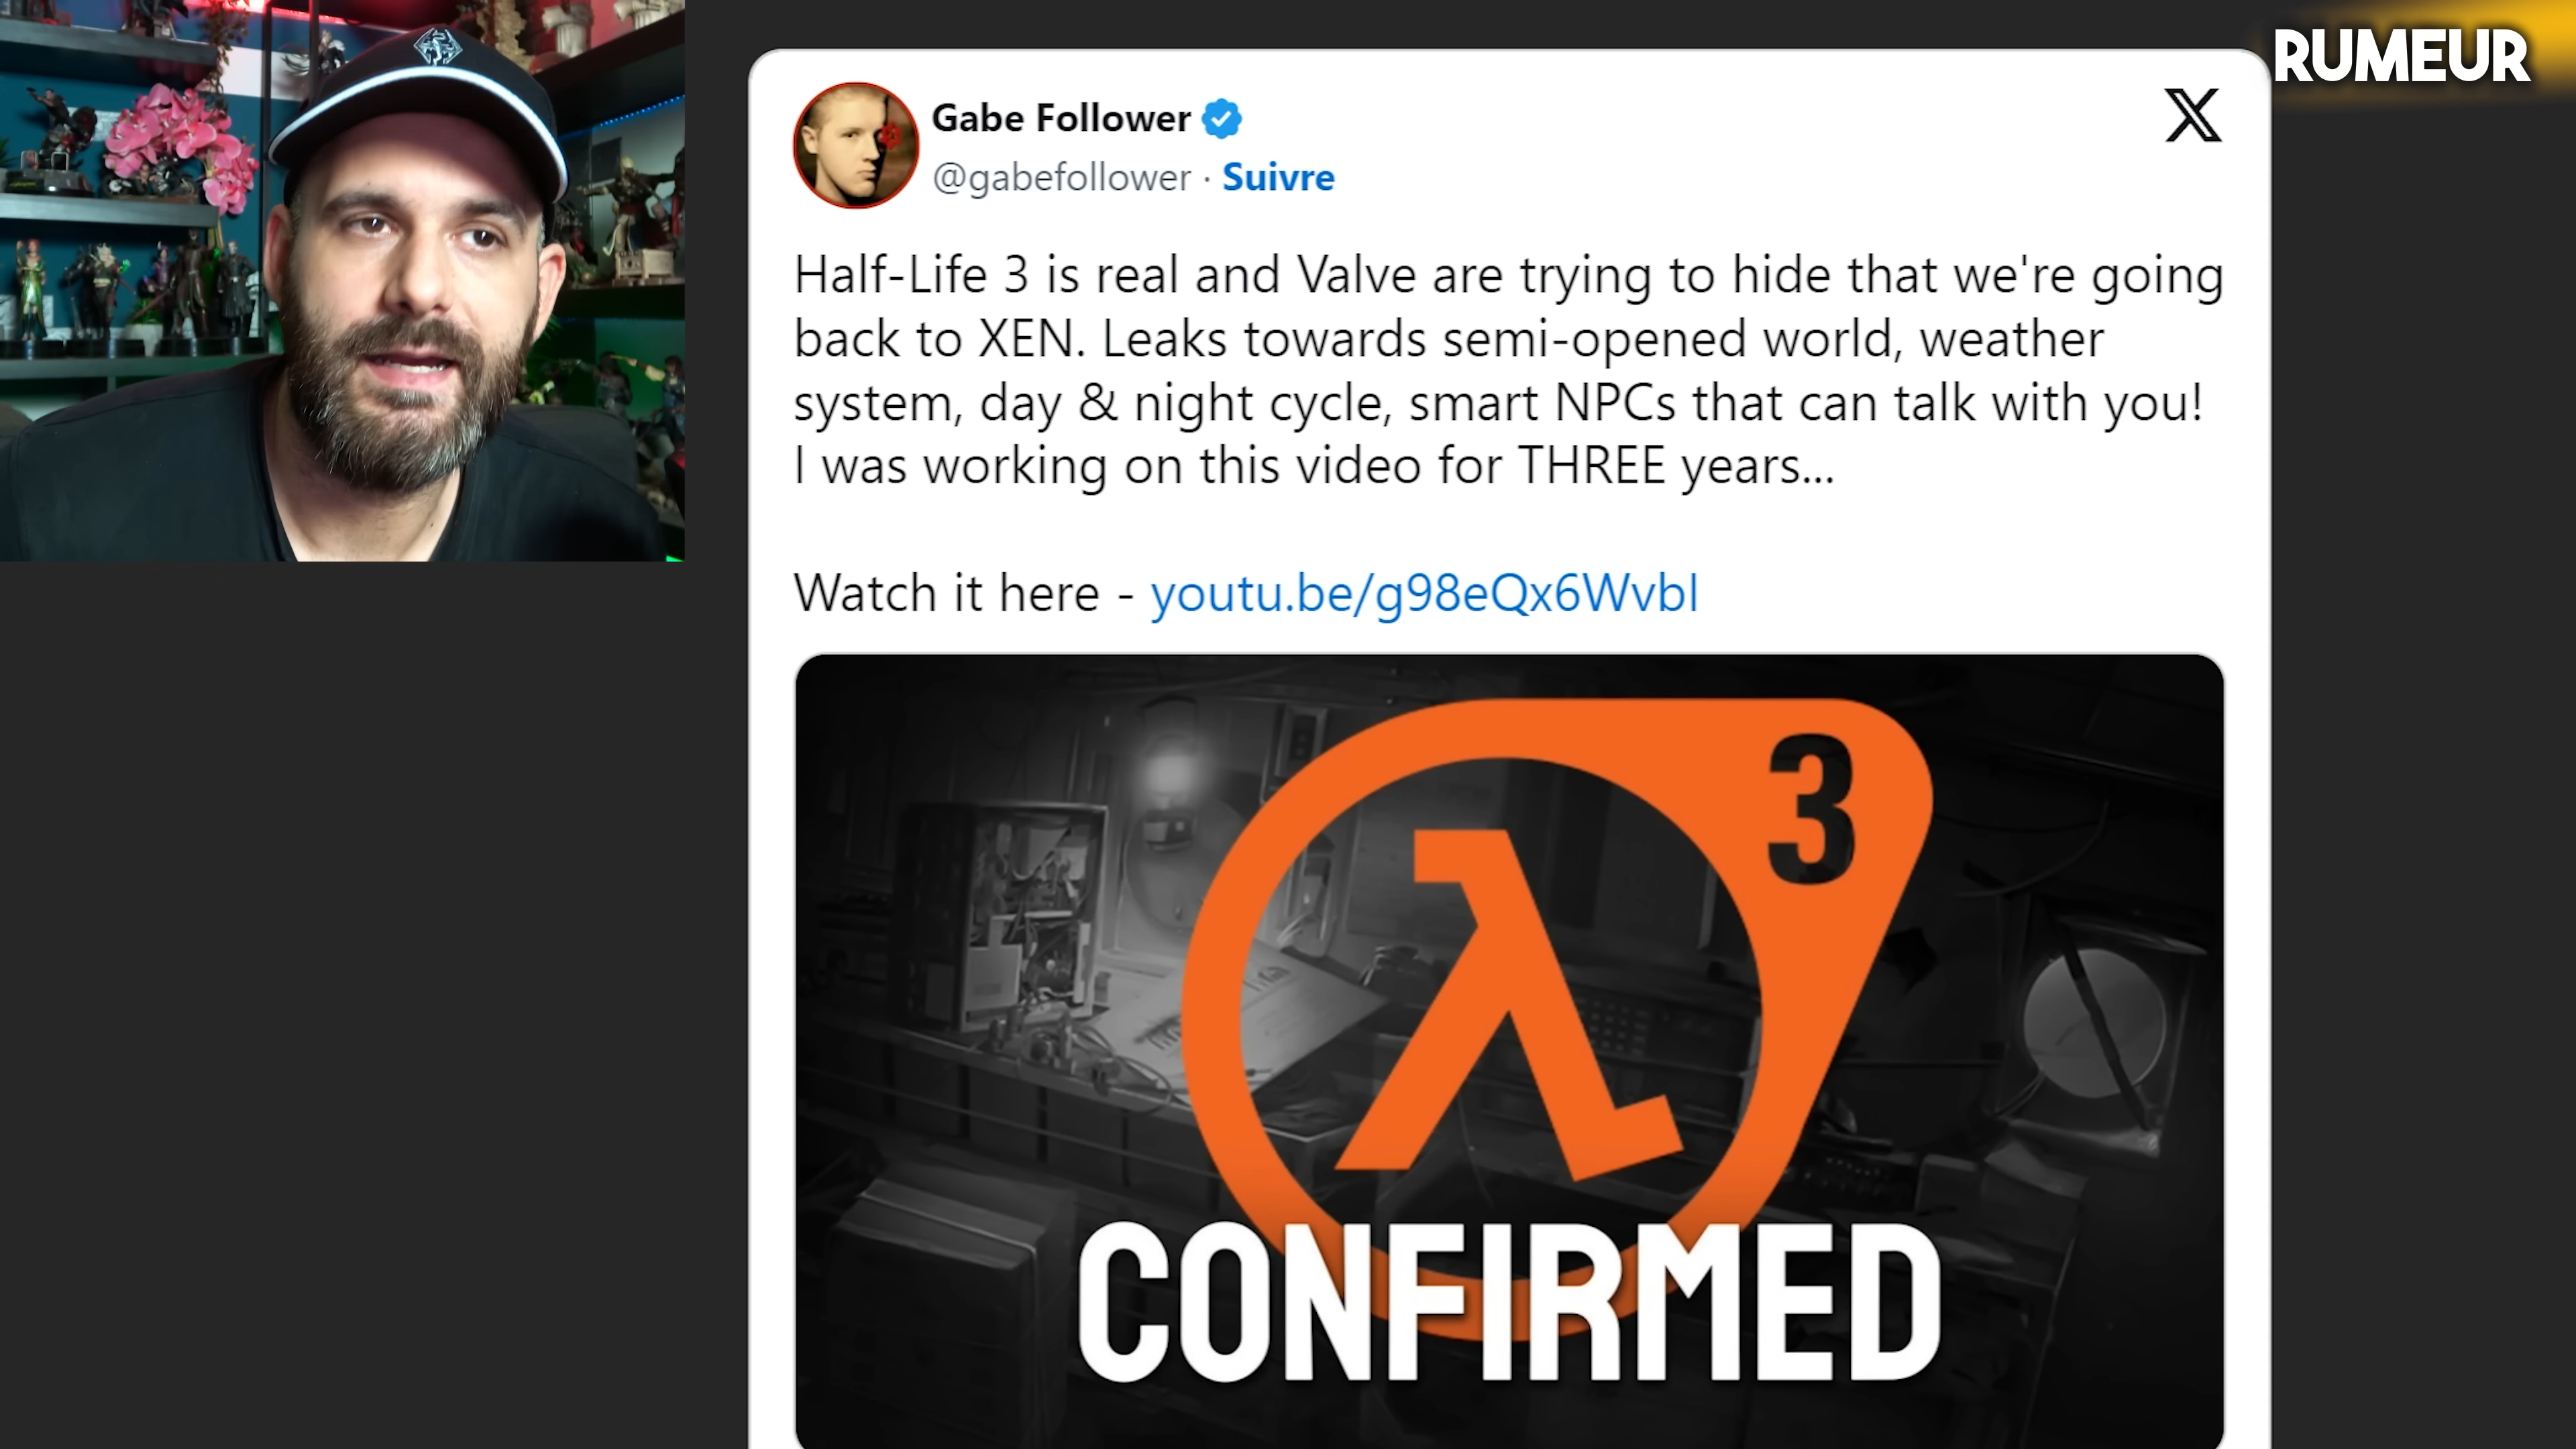 RUMEUR
Gabe Follower
@gabefollower · Suivre
Half-Life 3 is real and Valve are trying to hide that we're going
back to XEN. Leaks towards semi-opened world, weather
system, day & night cycle, smart NPCs that can talk with you!
I was working on this video for THREE years...
Watch it here - youtu.be/g98eQx6WvbI
3
λ
CONFIRMED